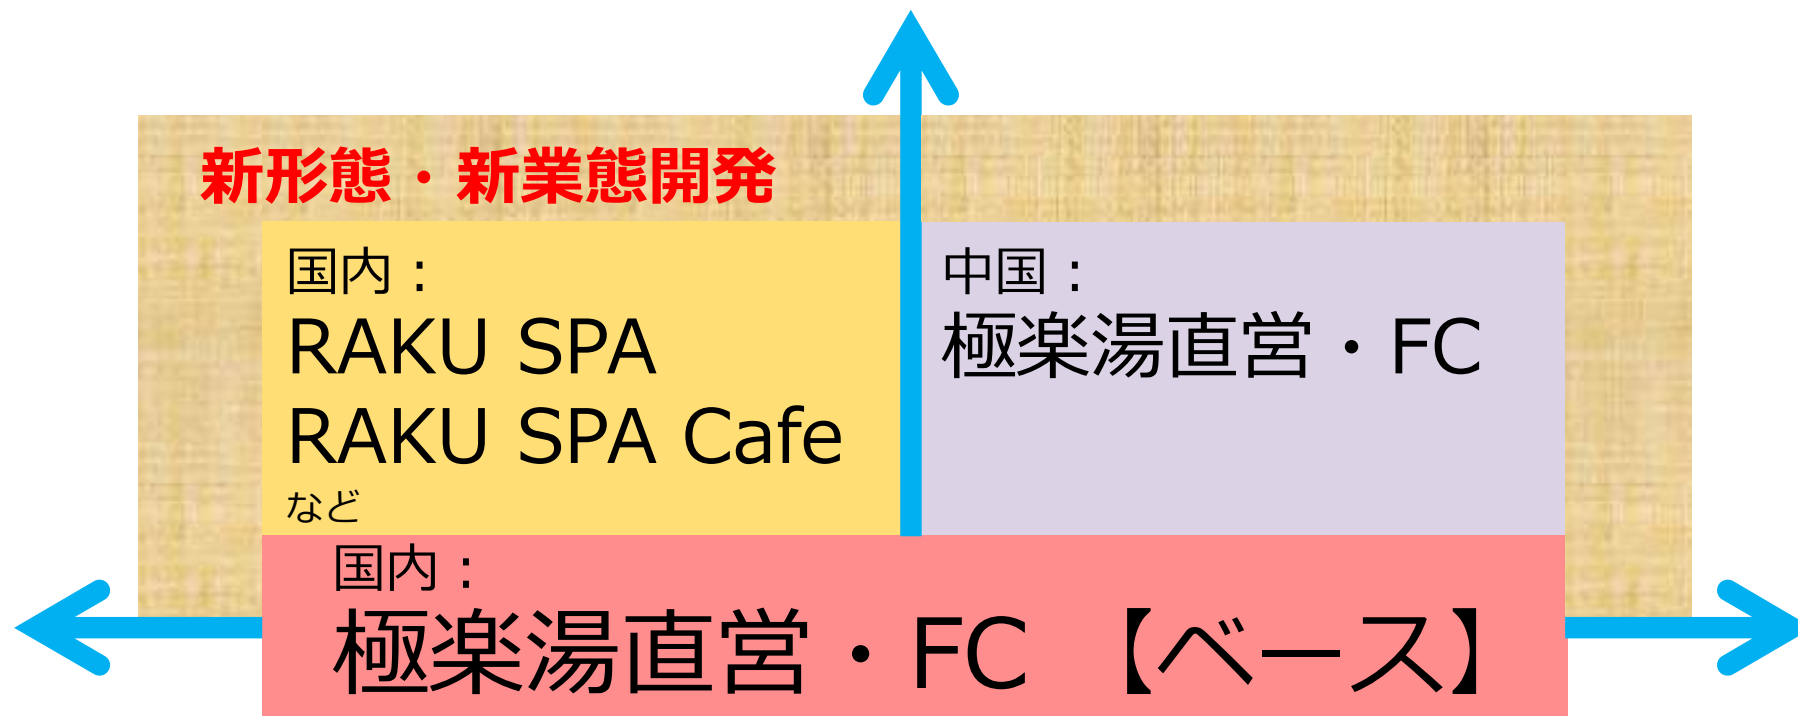 新形態・新業態開発
国内：
RAKU SPA
RAKU SPA Cafe
など
中国：
極楽湯直営・FC
国内：
極楽湯直営・FC 【ベース】